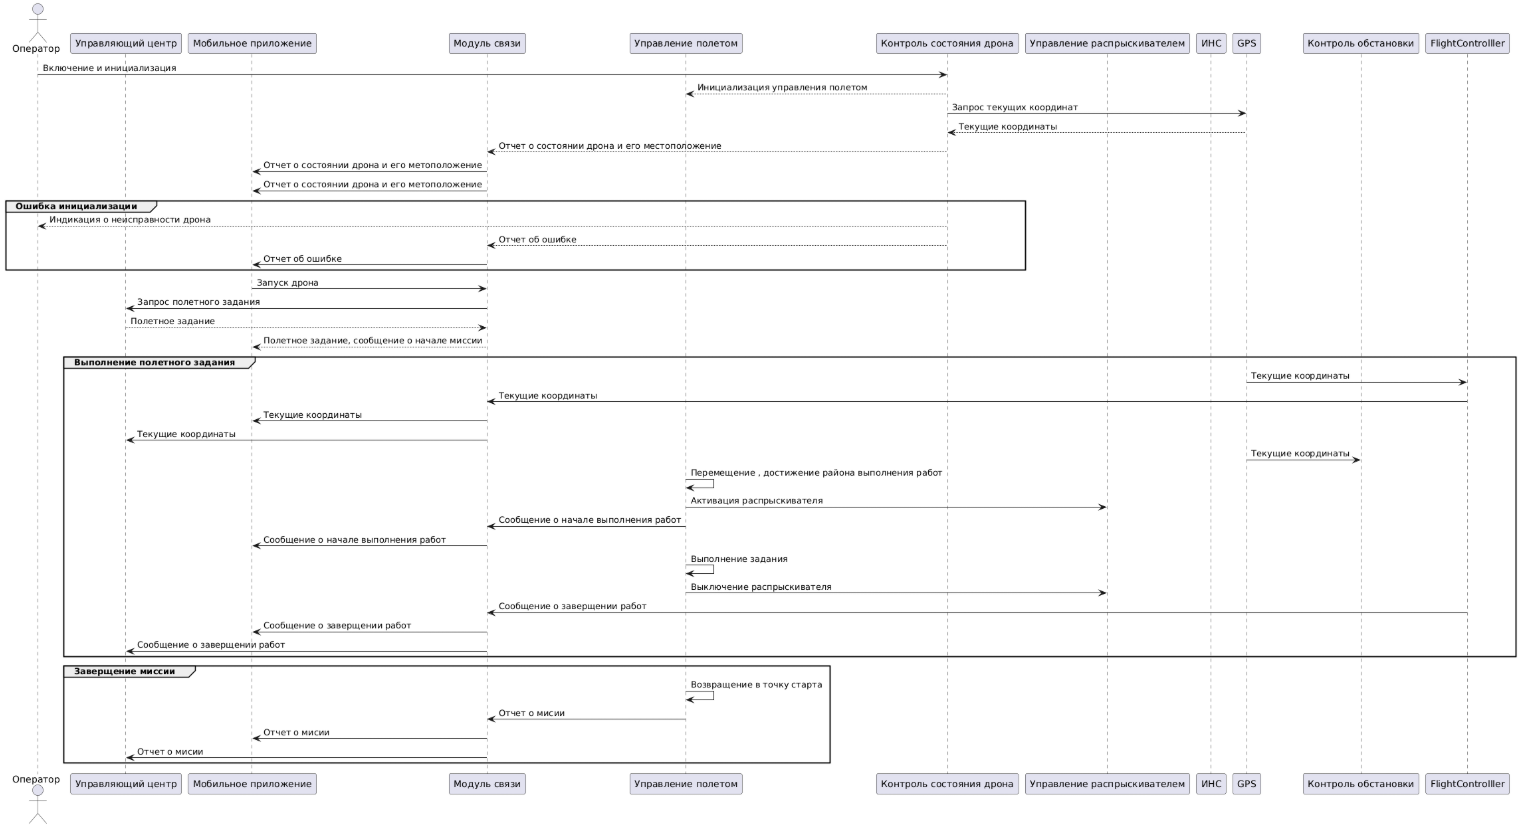 Оператор
Управляющий центр
Мобильное приложение
Модуль связи
Управление полетом
Контроль состояния дрона
Управление распрыскивателем
ИНС
GPS
Контроль обстановки
FlightControlller
Включение и инициализация
Инициализация управления полетом
Запрос текущих координат
Текущие координаты
Отчет о состоянии дрона и его местоположение
Отчет о состоянии дрона и его метоположение
Отчет о состоянии дрона и его метоположение
Ошибка инициализации
Индикация о неисправности дрона
Отчет об ошибке
Отчет об ошибке
Запуск дрона
Запрос полетного задания
Полетное задание
Полетное задание, сообщение о начале миссии
Выполнение полетного задания
Текущие координаты
Текущие координаты
Текущие координаты
Текущие координаты
Текущие координаты
Перемещение , достижение района выполнения работ
Активация распрыскивателя
Сообщение о начале выполнения работ
Сообщение о начале выполнения работ
Выполнение задания
Выключение распрыскивателя
Сообщение о заверщении работ
Сообщение о заверщении работ
Сообщение о заверщении работ
Заверщение миссии
Возвращение в точку старта
Отчет о мисии
Отчет о мисии
Отчет о мисии
Оператор
Управляющий центр
Мобильное приложение
Модуль связи
Управление полетом
Контроль состояния дрона
Управление распрыскивателем
ИНС
GPS
Контроль обстановки
FlightControlller